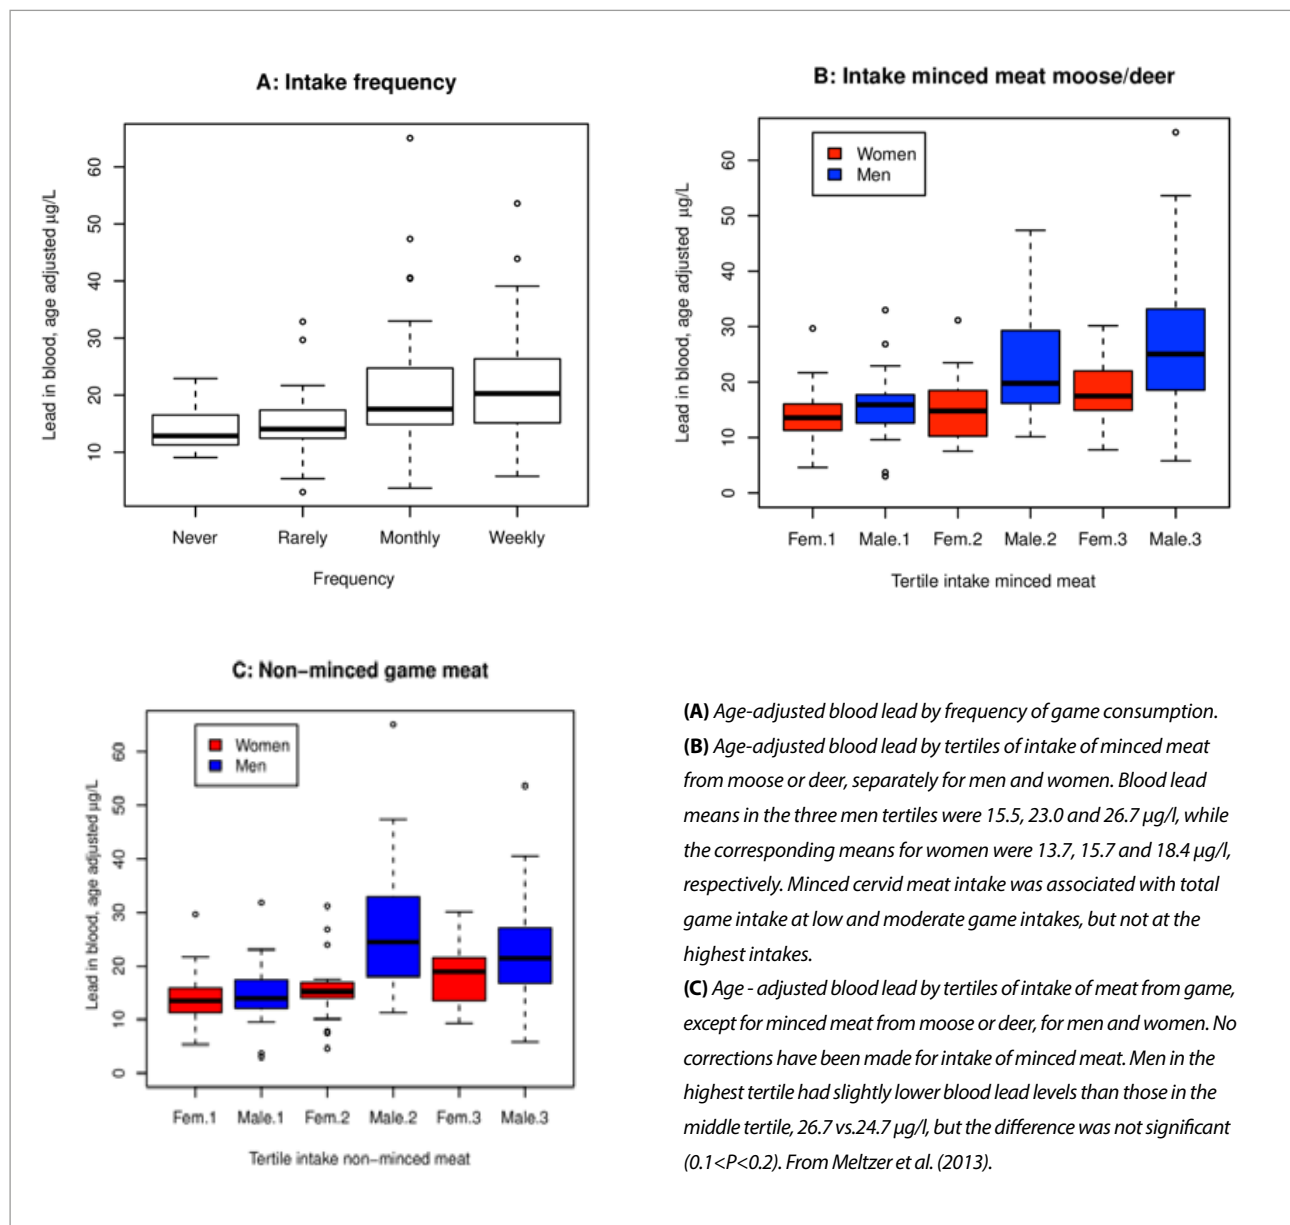 A: Intake frequency
Lead in blood, age adjusted µg/L
60
50
40
30
20
10
Never Rarely Monthly Weekly
Frequency
B: Intake minced meat moose/deer
Women
Men
Lead in blood, age adjusted µg/L
60
50
40
30
20
10
0
Fem.1 Male.1 Fem.2 Male.2 Fem.3 Male.3
Tertile intake minced meat
C: Non−minced game meat
Women
Men
Lead in blood, age adjusted µg/L
60
50
40
30
20
10
0
Fem.1 Male.1 Fem.2 Male.2 Fem.3 Male.3
Tertile intake non−minced meat
(A) Age-adjusted blood lead by frequency of game consumption.
(B) Age-adjusted blood lead by tertiles of intake of minced meat
from moose or deer, separately for men and women. Blood lead
means in the three men tertiles were 15.5, 23.0 and 26.7 µg/l, while
the corresponding means for women were 13.7, 15.7 and 18.4 µg/l,
respectively. Minced cervid meat intake was associated with total
game intake at low and moderate game intakes, but not at the
highest intakes.
(C) Age - adjusted blood lead by tertiles of intake of meat from game,
except for minced meat from moose or deer, for men and women. No
corrections have been made for intake of minced meat. Men in the
highest tertile had slightly lower blood lead levels than those in the
middle tertile, 26.7 vs.24.7 µg/l, but the difference was not significant
(0.1<P<0.2). From Meltzer et al. (2013).